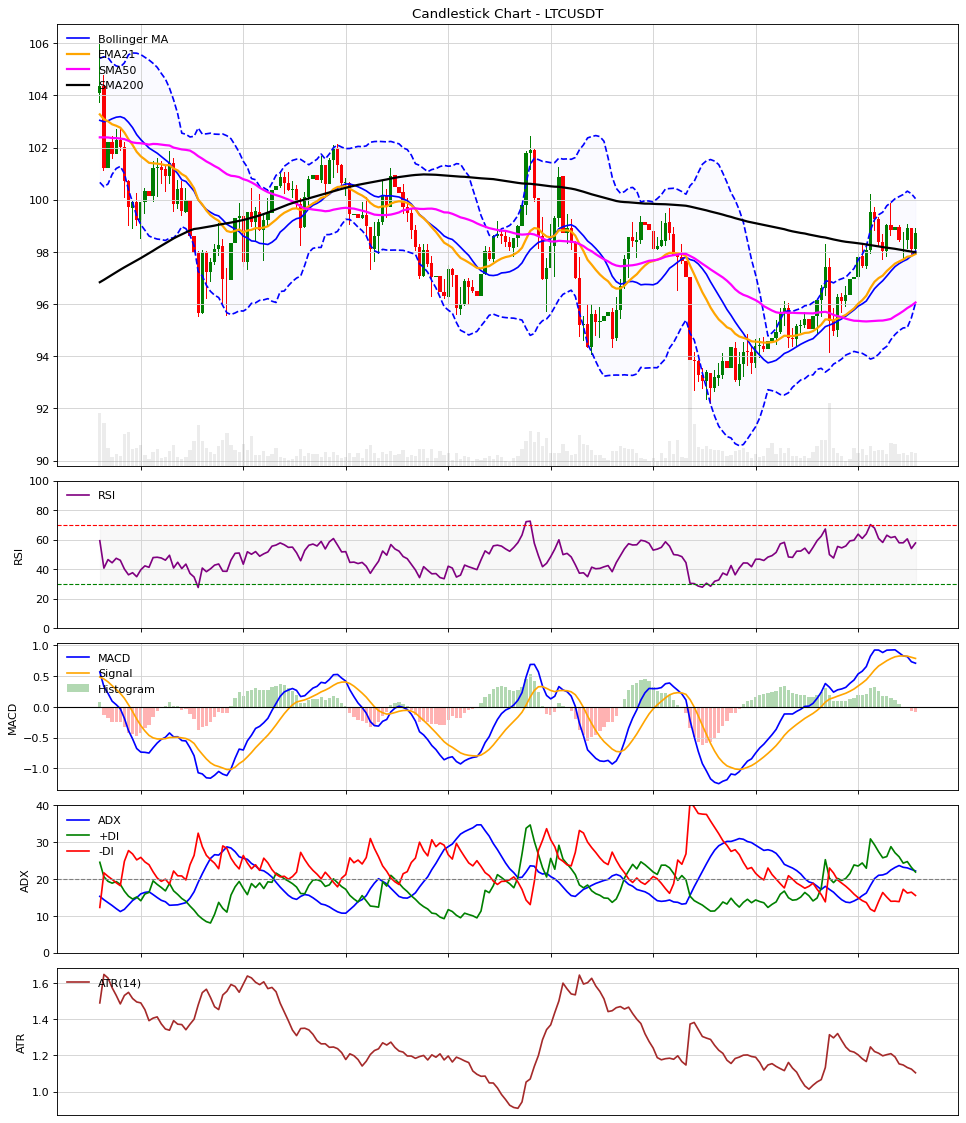 Candlestick Chart - LTCUSDT
Bollinger MA
EMA21
SMA50
SMA200
106
104
102
100
98
96
94
92
90
RSI
RSI
100
80
60
40
20
0
MACD
Signal
Histogram
MACD
1.0
0.5
0.0
−0.5
−1.0
ADX
+DI
-DI
ADX
40
30
20
10
0
ATR(14)
ATR
1.6
1.4
1.2
1.0